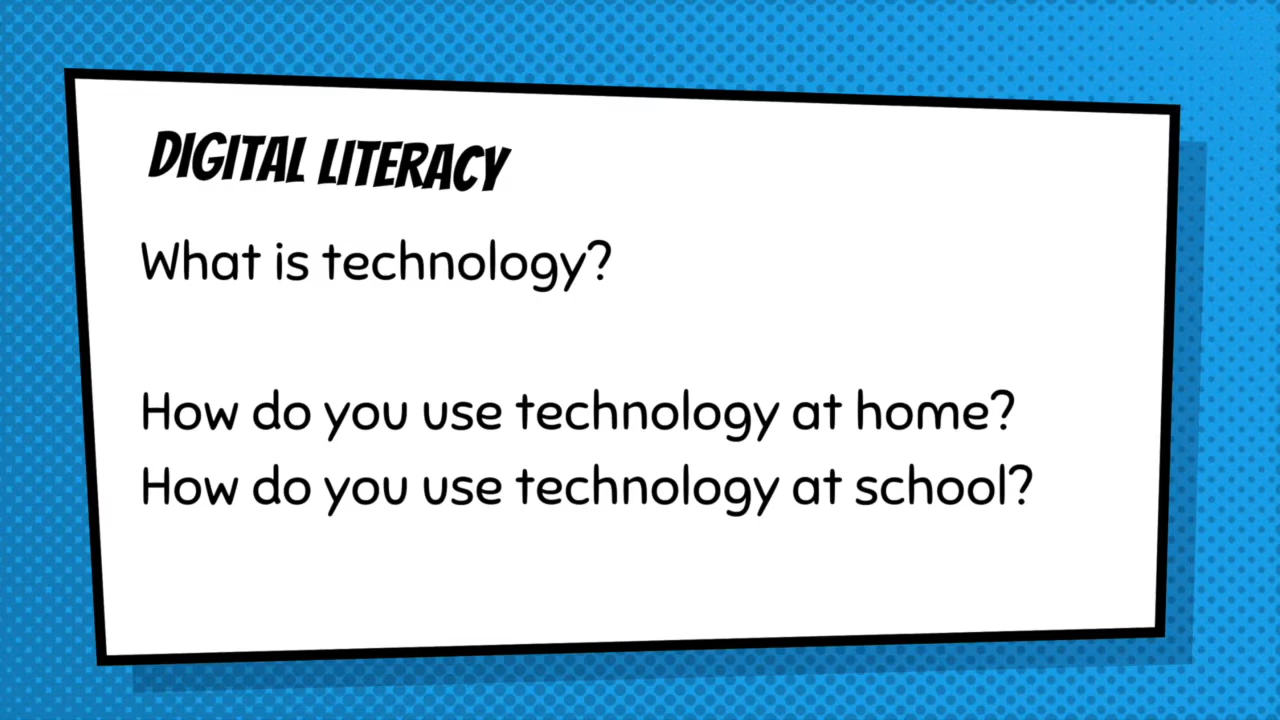 DIGITAL LITERACY
What is technology?
How do you use technology at home?
How do you use technology at school?